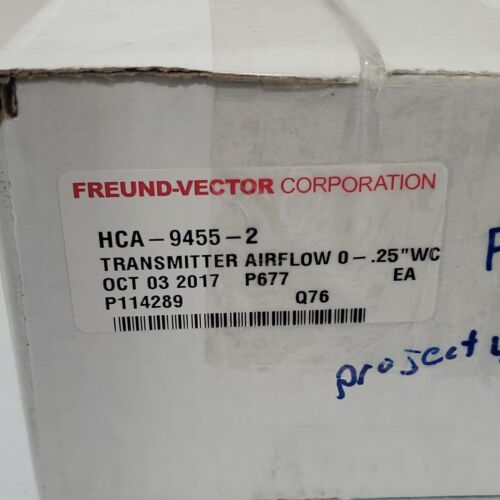 FREUND-VECTOR CORPORATION
HCA-9455-2
TRANSMITTER AIRFLOW 0-.25"WC
OCT 03 2017 P677 EA
P114289 Q76
project